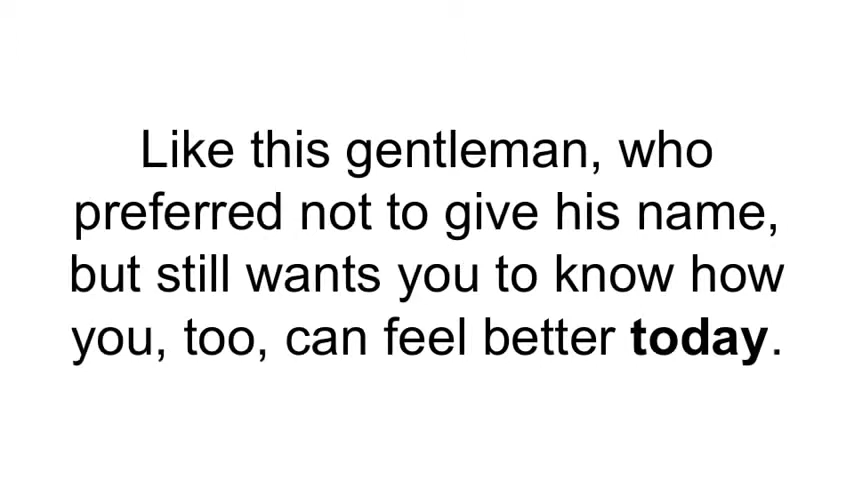 Like this gentleman, who
preferred not to give his name,
but still wants you to know how
you, too, can feel better today.